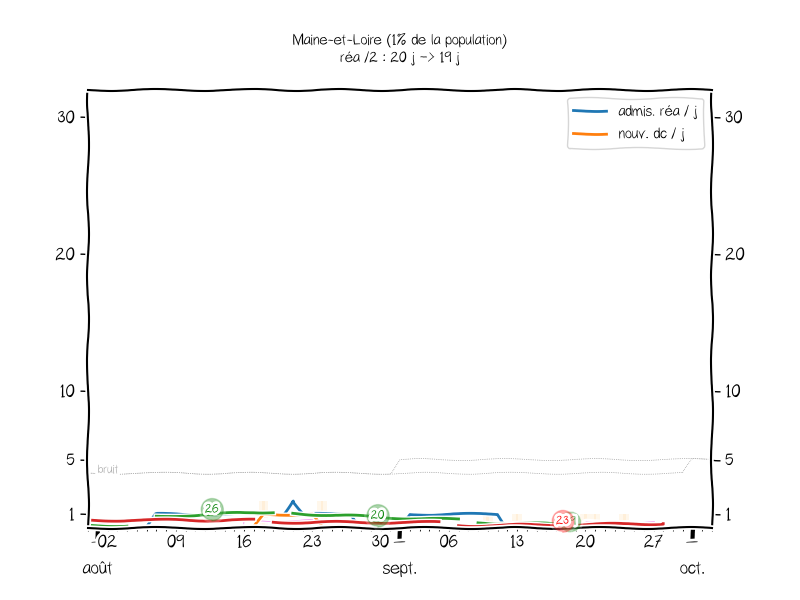 Maine-et-Loire (1% de la population)
réa /2 : 20 j -> 19 j
admis. réa / j
nouv. dc / j
30 30
20 20
10 10
5 5
bruit
1 1
26 20 23
02 09 16 23 30 06 13 20 27
août sept. oct.